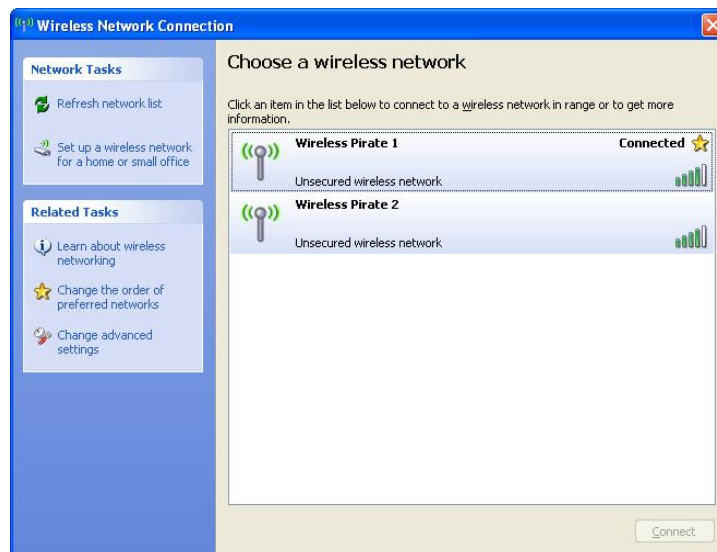 Wireless Network Connection
Network Tasks
Refresh network list
Set up a wireless network
for a home or small office
Related Tasks
Learn about wireless
networking
Change the order of
preferred networks
Change advanced
settings
Choose a wireless network
Click an item in the list below to connect to a wireless network in range or to get more
information.
Wireless Pirate 1 Connected
Unsecured wireless network
Wireless Pirate 2
Unsecured wireless network
Connect